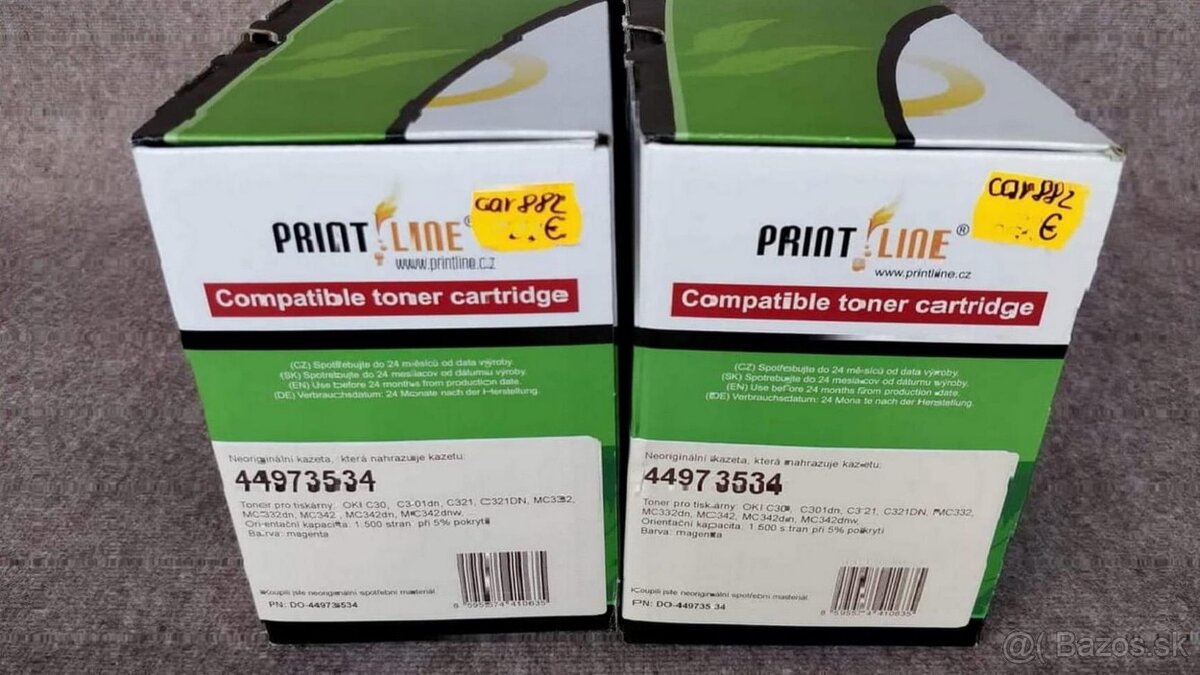 PRINT LINE®
www.printline.cz
car882
€
Compatible toner cartridge
(CZ) Spotřebujte do 24 měsíců od data výroby.
(SK) Spotrebujte do 24 mesiacov od dátumu výroby.
(EN) Use before 24 months from production date.
(DE) Verbrauchsdatum: 24 Monate nach der Herstellung.
Neoriginální kazeta, která nahrazuje kazetu:
44973534
Toner pro tiskárny: OKI C30, C301dn, C321, C321DN, MC332,
MC332dn, MC342, MC342dn, MC342dnw,
Orientační kapacita: 1.500 stran při 5% pokrytí
Barva: magenta
Koupili jste neoriginální spotřební materiál.
PN: DO-44973534
8 595574 410635
PRINT LINE®
www.printline.cz
car882
€
Compatible toner cartridge
(CZ) Spotřebujte do 24 měsíců od data výroby.
(SK) Spotrebujte do 24 mesiacov od dátumu výroby.
(EN) Use before 24 months from production date.
(DE) Verbrauchsdatum: 24 Monate nach der Herstellung.
Neoriginální kazeta, která nahrazuje kazetu:
44973534
Toner pro tiskárny: OKI C30, C301dn, C321, C321DN, MC332,
MC332dn, MC342, MC342dn, MC342dnw,
Orientační kapacita: 1.500 stran při 5% pokrytí
Barva: magenta
Koupili jste neoriginální spotřební materiál.
PN: DO-44973534
8 595574 410635
@( Bazos.sk